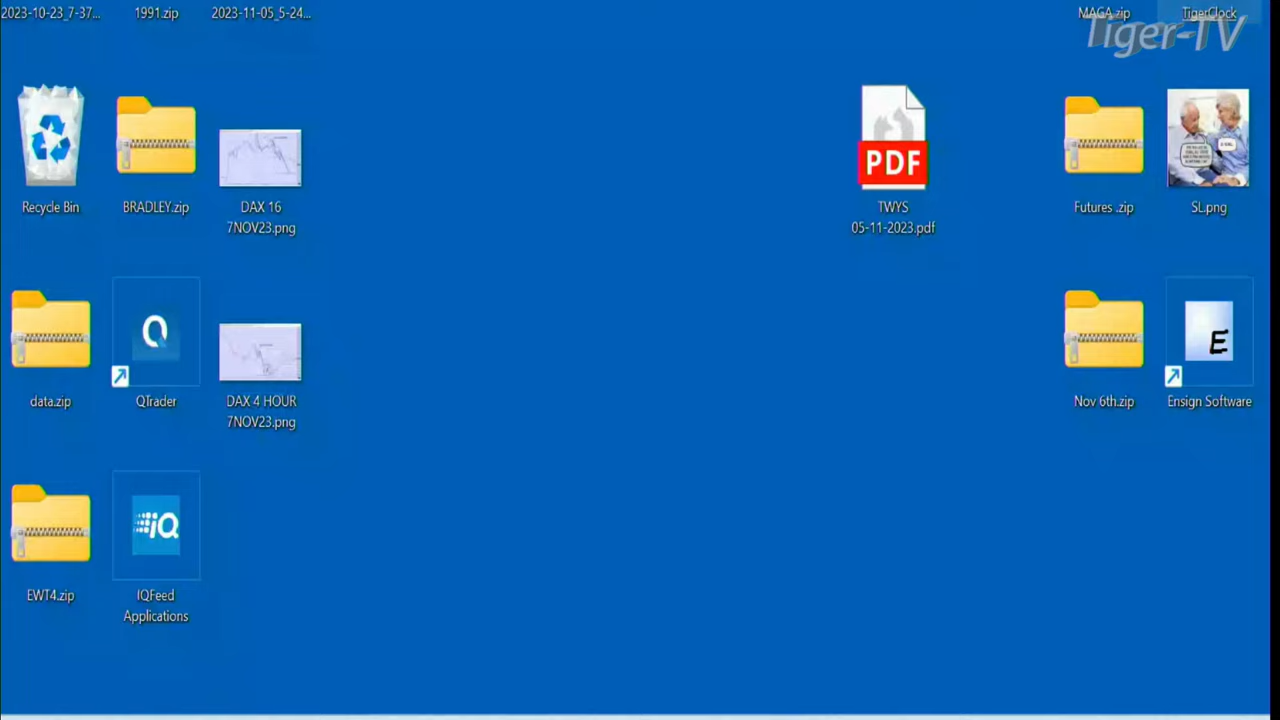 2023-10-23_7-37...
1991.zip
2023-11-05_5-24...
MAGA.zip
TigerClock
Tiger-TV
PDF
Recycle Bin
BRADLEY.zip
DAX 16
7NOV23.png
TWYS
05-11-2023.pdf
Futures .zip
SL.png
Q
E
data.zip
QTrader
DAX 4 HOUR
7NOV23.png
Nov 6th.zip
Ensign Software
iQ
EWT4.zip
IQFeed
Applications